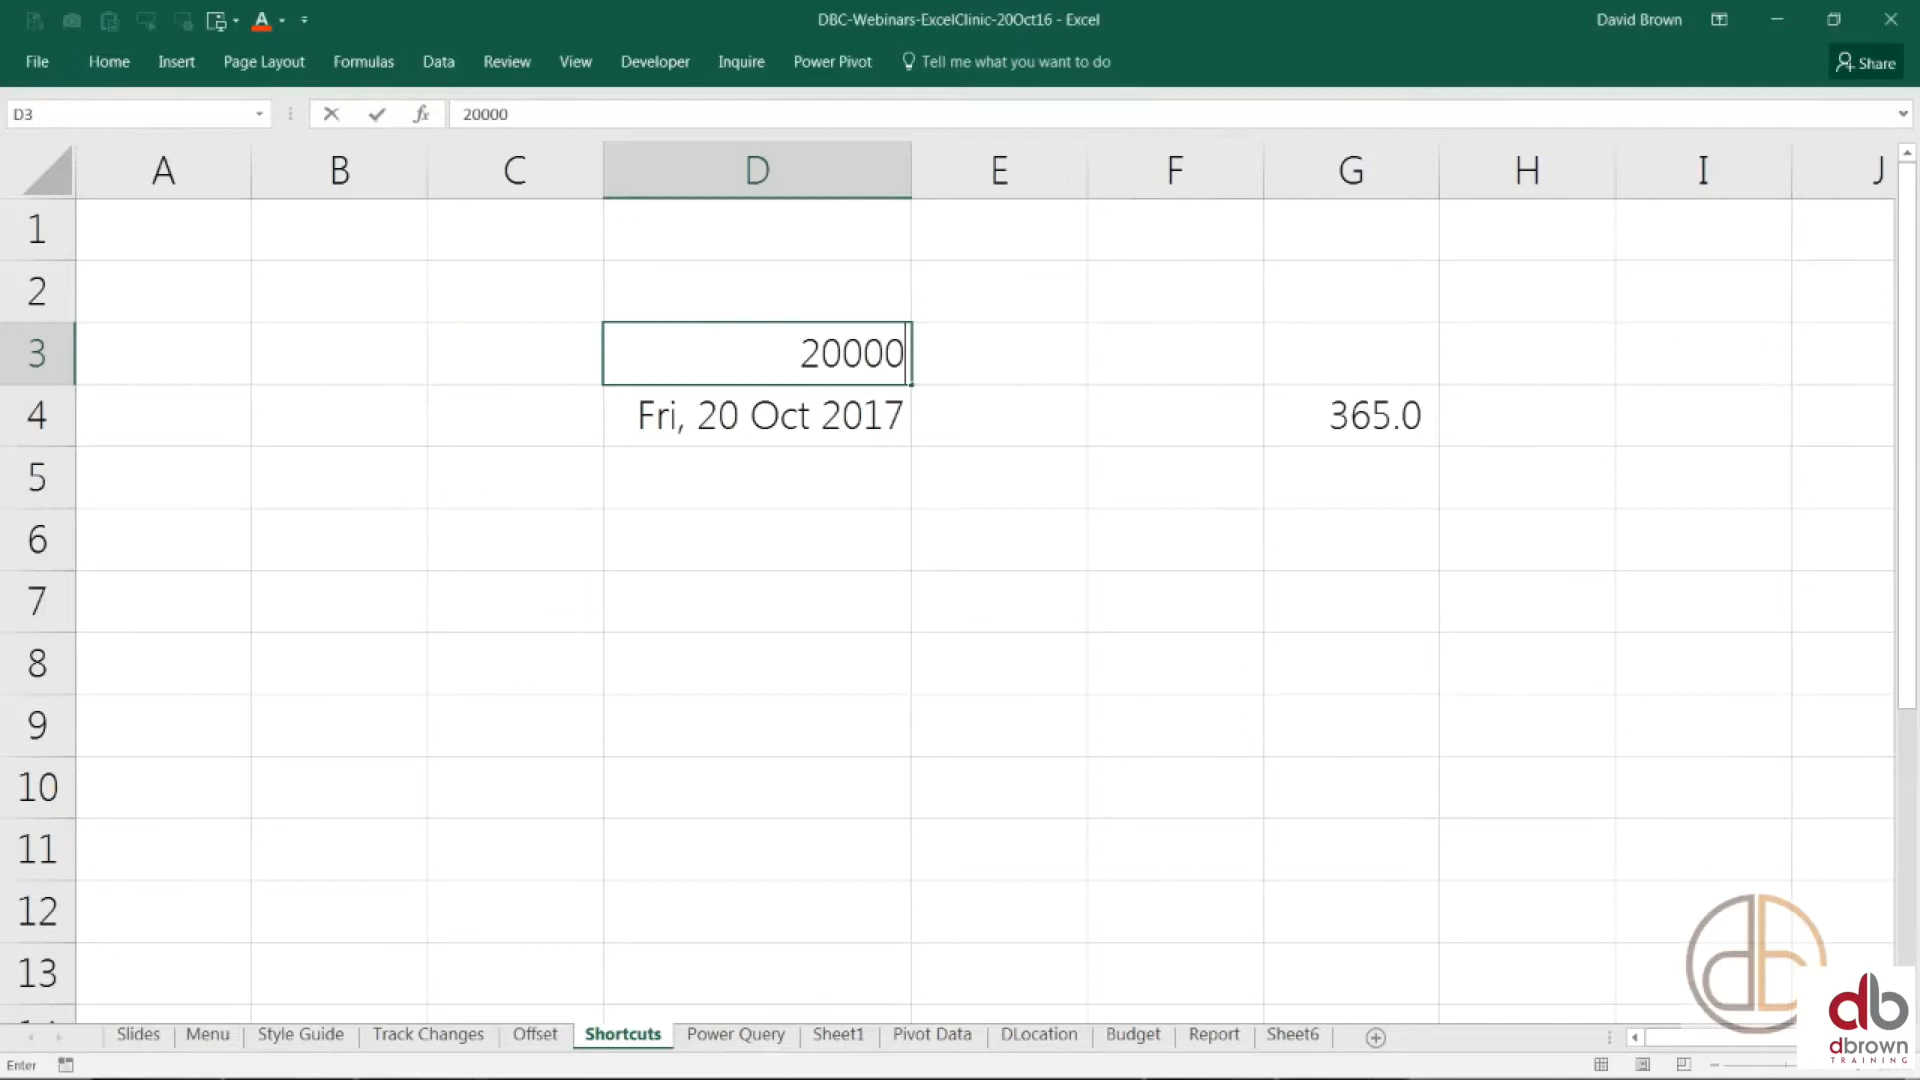 DBC-Webinars-ExcelClinic-20Oct16 - Excel
David Brown
File Home Insert Page Layout Formulas Data Review View Developer Inquire Power Pivot Tell me what you want to do Share
D3 fx 20000
A B C D E F G H I J
1
2
3 20000
4 Fri, 20 Oct 2017 365.0
5
6
7
8
9
10
11
12
13
db
dbrown
TRAINING
Slides Menu Style Guide Track Changes Offset Shortcuts Power Query Sheet1 Pivot Data DLocation Budget Report Sheet6
Enter